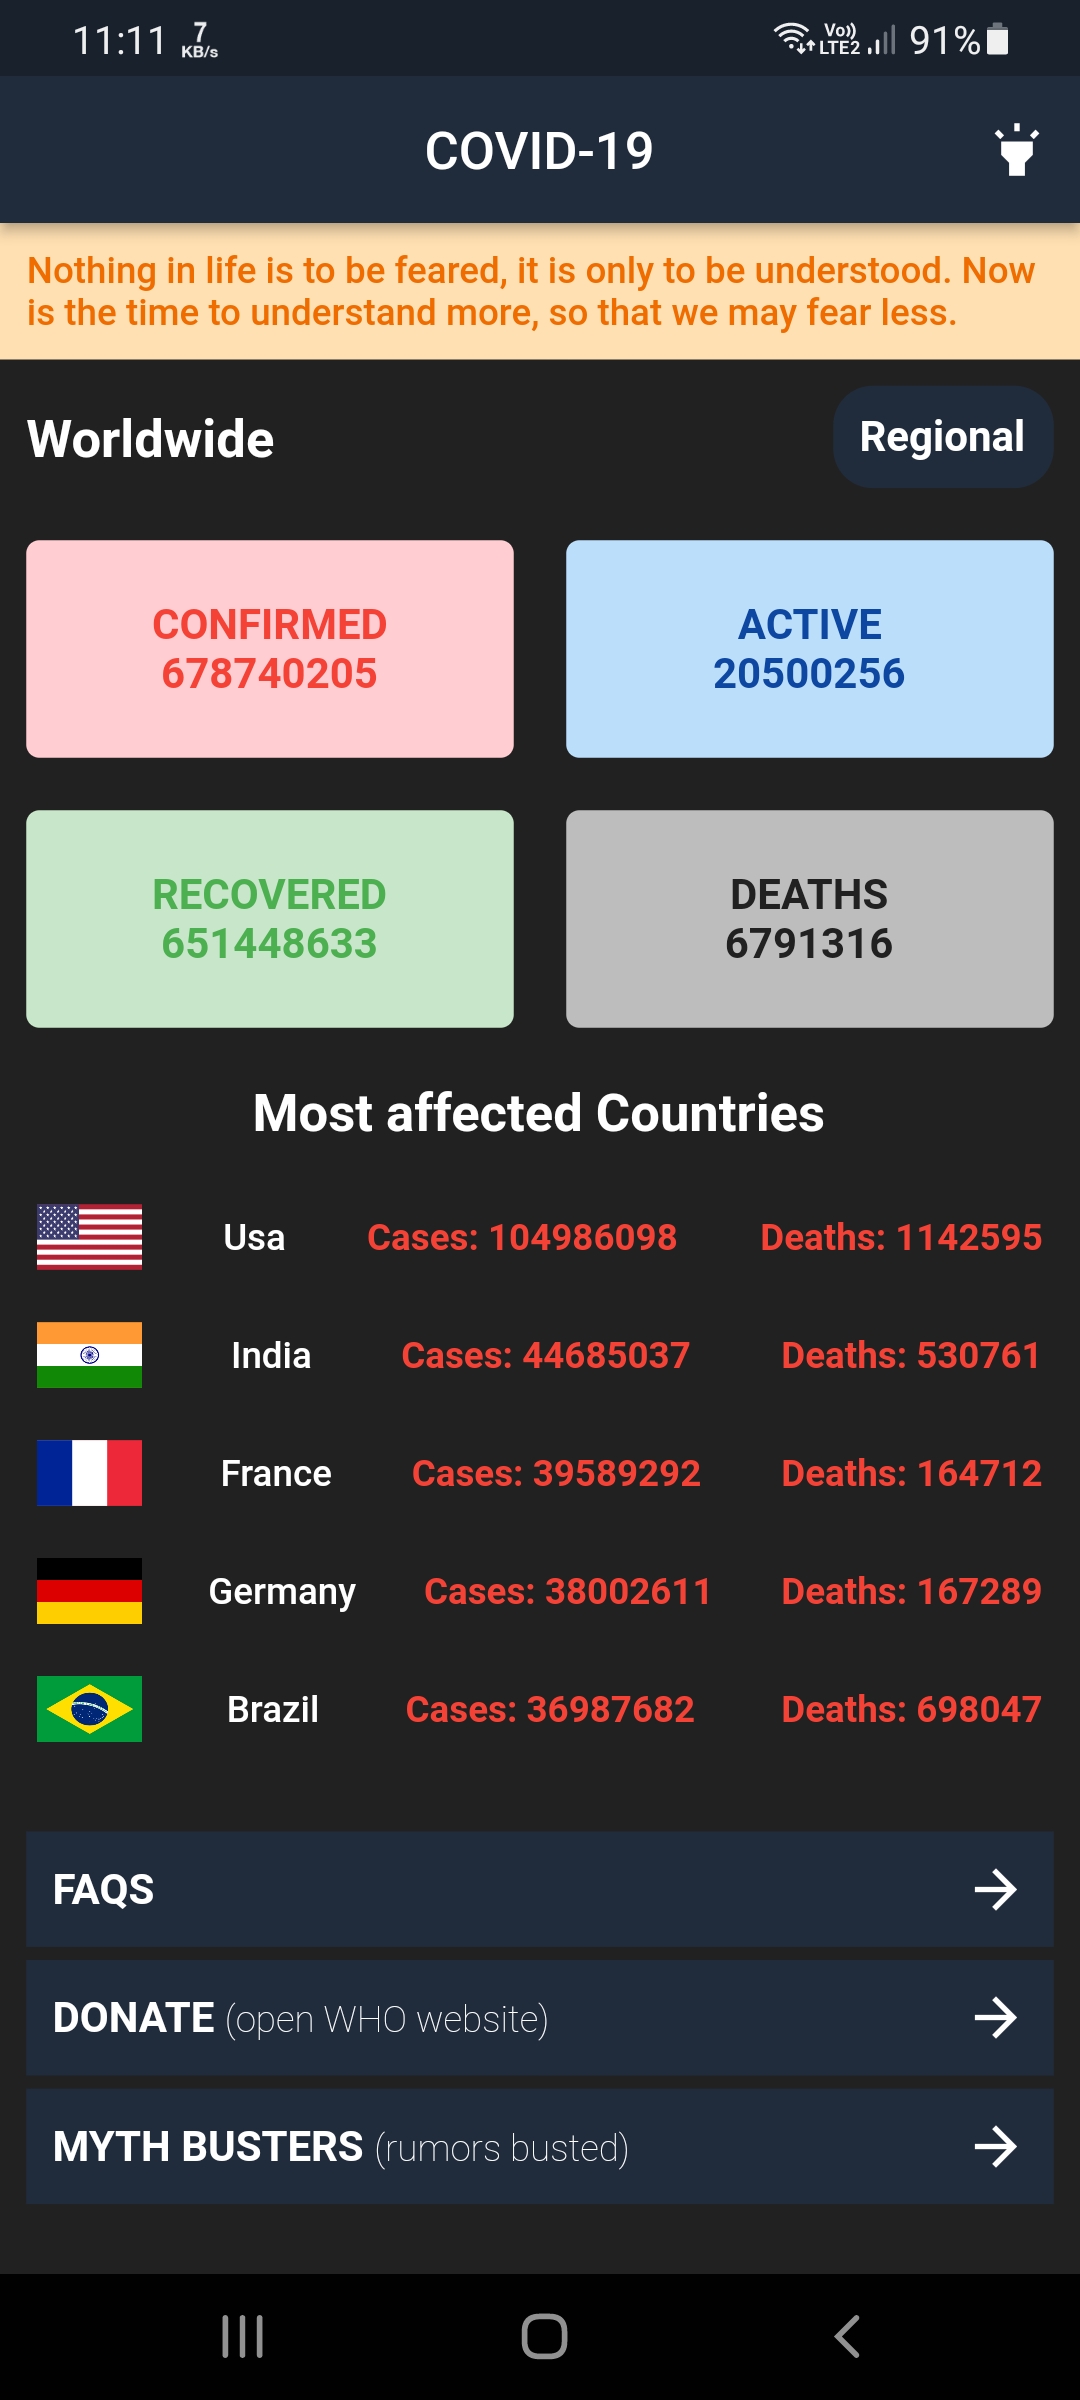 11:11 7 KB/s Vo)) LTE2 91%
COVID-19
Nothing in life is to be feared, it is only to be understood. Now
is the time to understand more, so that we may fear less.
Worldwide Regional
CONFIRMED
678740205
ACTIVE
20500256
RECOVERED
651448633
DEATHS
6791316
Most affected Countries
Usa Cases: 104986098 Deaths: 1142595
India Cases: 44685037 Deaths: 530761
France Cases: 39589292 Deaths: 164712
Germany Cases: 38002611 Deaths: 167289
Brazil Cases: 36987682 Deaths: 698047
FAQS
DONATE (open WHO website)
MYTH BUSTERS (rumors busted)